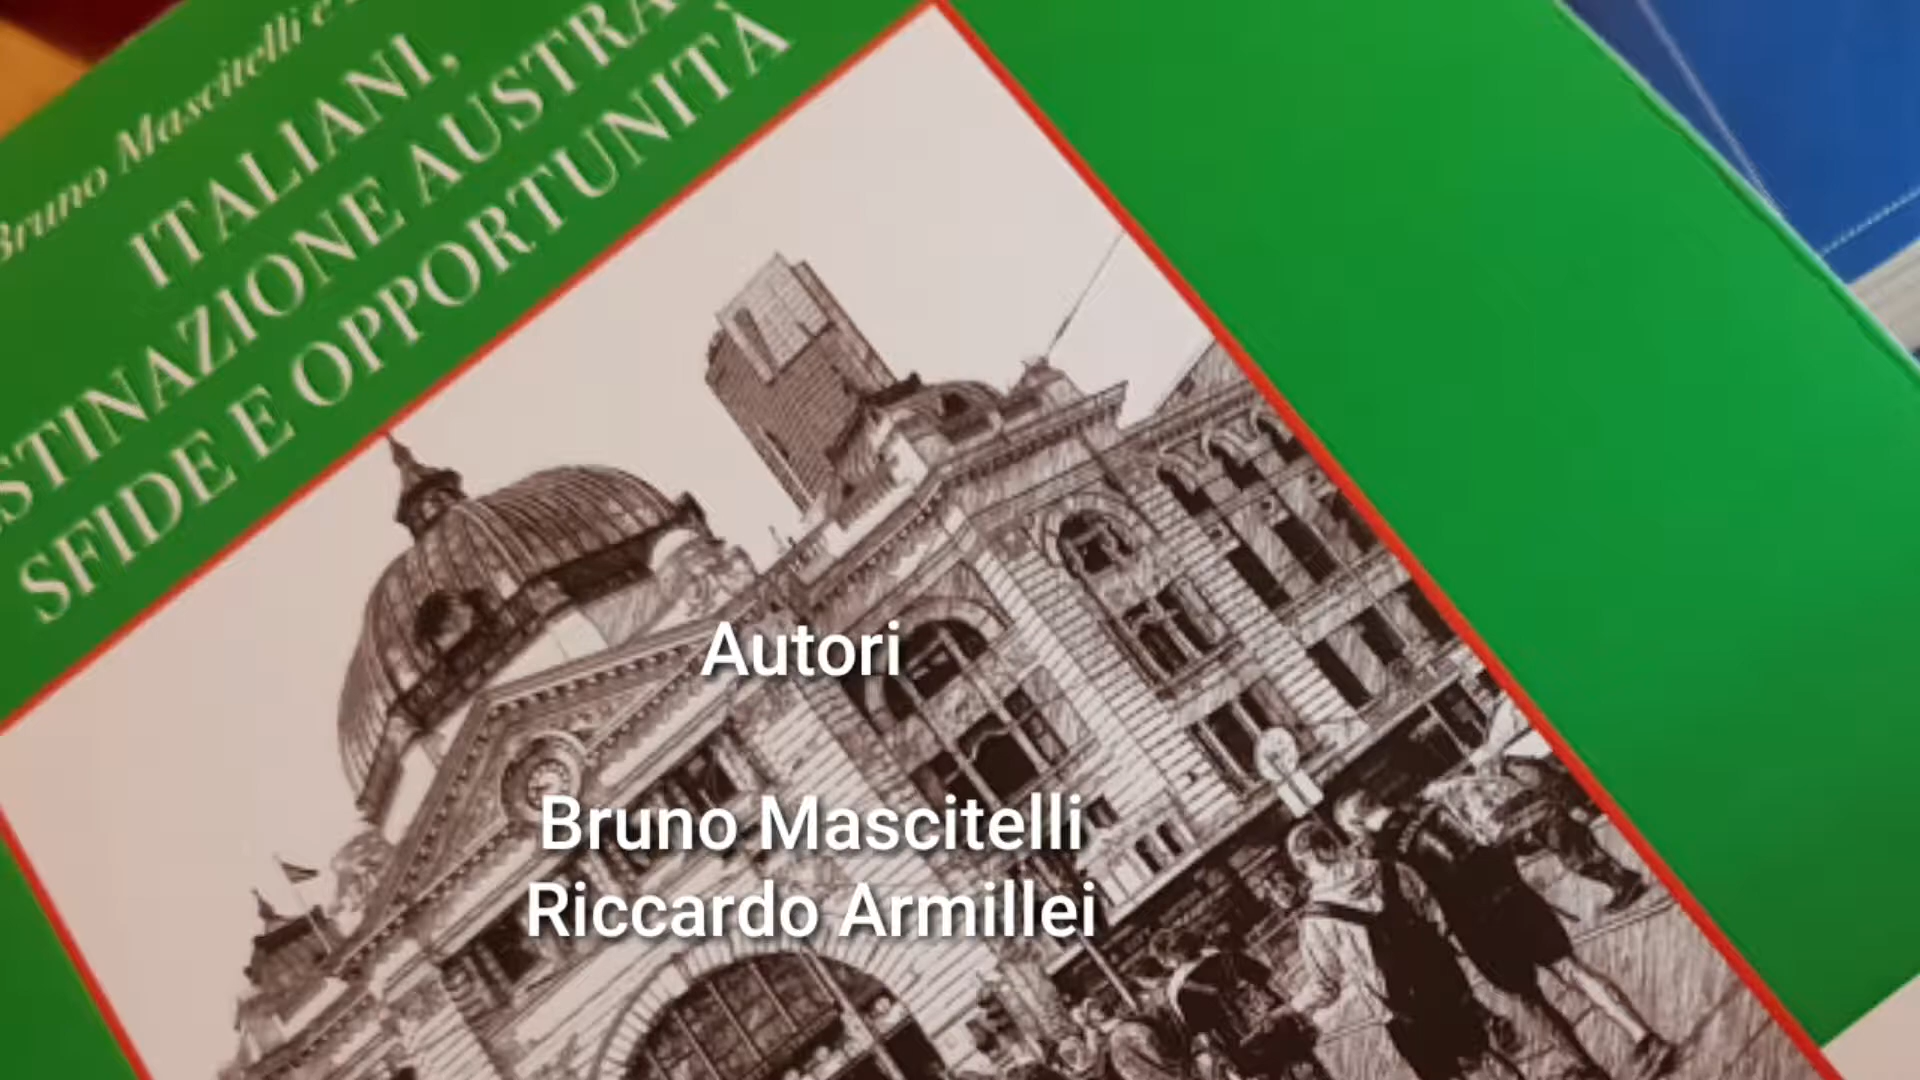 Bruno Mascitelli e
ITALIANI,
STINAZIONE AUSTRA
SFIDE E OPPORTUNITÀ
Autori
Bruno Mascitelli
Riccardo Armillei